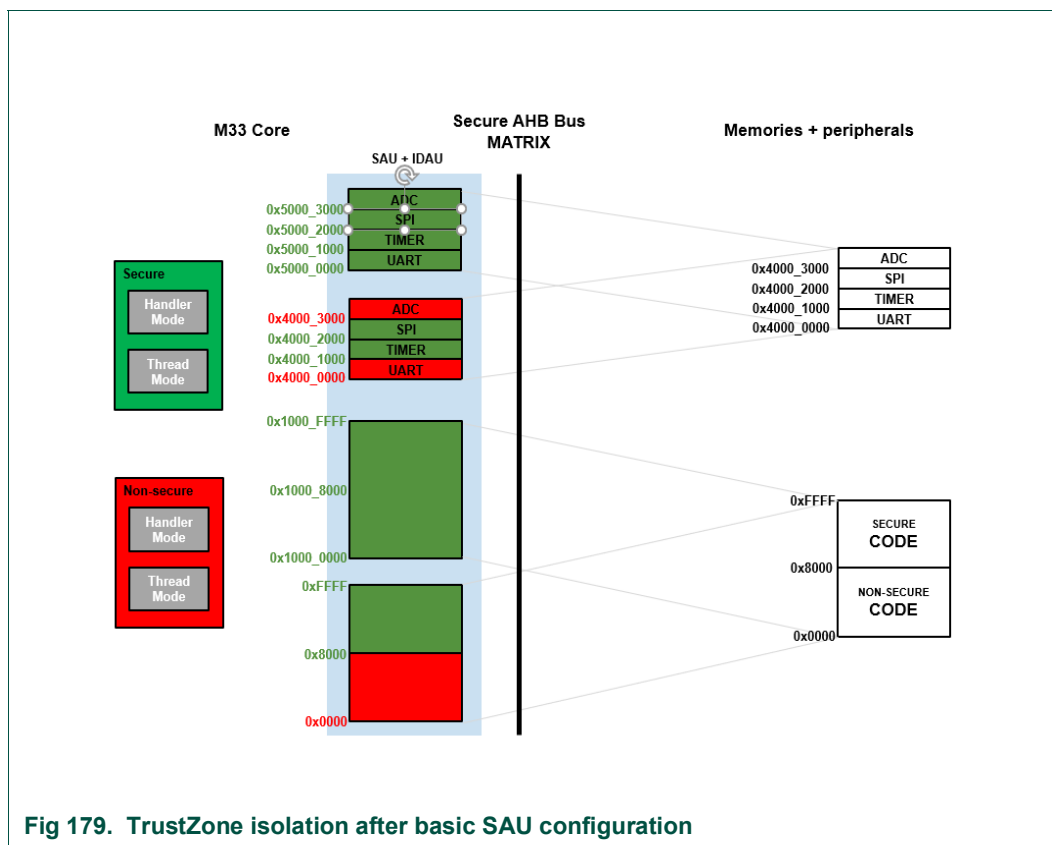 M33 Core
Secure AHB Bus
MATRIX
Memories + peripherals
SAU + IDAU
0x5000_3000
0x5000_2000
0x5000_1000
0x5000_0000
ADC
SPI
TIMER
UART
0x4000_3000
0x4000_2000
0x4000_1000
0x4000_0000
ADC
SPI
TIMER
UART
0x1000_FFFF
0x1000_8000
0x1000_0000
0xFFFF
0x8000
0x0000
Secure
Handler
Mode
Thread
Mode
Non-secure
Handler
Mode
Thread
Mode
ADC
SPI
TIMER
UART
0x4000_3000
0x4000_2000
0x4000_1000
0x4000_0000
0xFFFF
0x8000
0x0000
SECURE
CODE
NON-SECURE
CODE
Fig 179. TrustZone isolation after basic SAU configuration